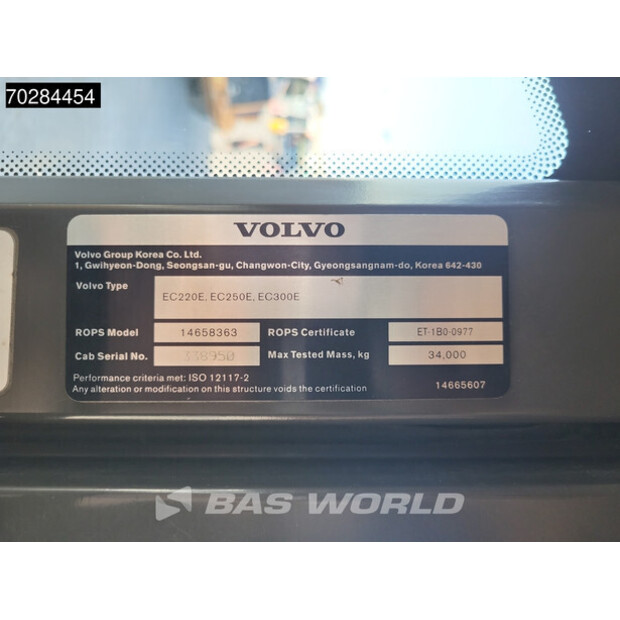 70284454
VOLVO
Volvo Group Korea Co. Ltd.
1, Gwihyeon-Dong, Seongsan-gu, Changwon-City, Gyeongsangnam-do, Korea 642-430
Volvo Type EC220E, EC250E, EC300E
ROPS Model 14658363 ROPS Certificate ET-1B0-0977
Cab Serial No. 338950 Max Tested Mass, kg 34,000
Performance criteria met: ISO 12117-2
Any alteration or modification on this structure voids the certification 14665607
BAS WORLD